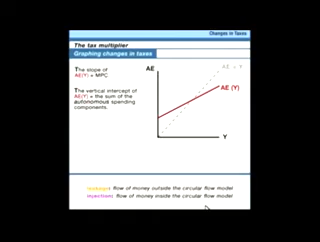 Changes in Taxes
The tax multiplier
Graphing changes in taxes
The slope of
AE(Y) = MPC
The vertical intercept of
AE(Y) = the sum of the
autonomous spending
components.
AE
AE = Y
AE (Y)
Y
leakage: flow of money outside the circular flow model
injection: flow of money inside the circular flow model